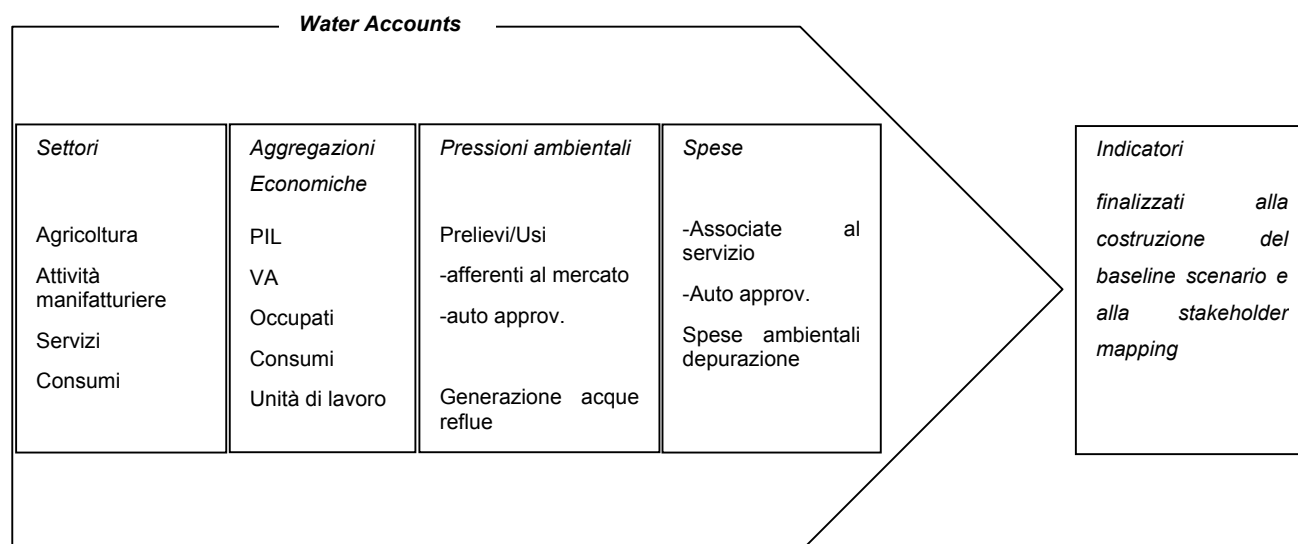 Water Accounts
Settori
Agricoltura
Attività
manifatturiere
Servizi
Consumi
Aggregazioni
Economiche
PIL
VA
Occupati
Consumi
Unità di lavoro
Pressioni ambientali
Prelievi/Usi
-afferenti al mercato
-auto approv.
Generazione acque
reflue
Spese
-Associate al
servizio
-Auto approv.
Spese ambientali
depurazione
Indicatori
finalizzati alla
costruzione del
baseline scenario e
alla stakeholder
mapping